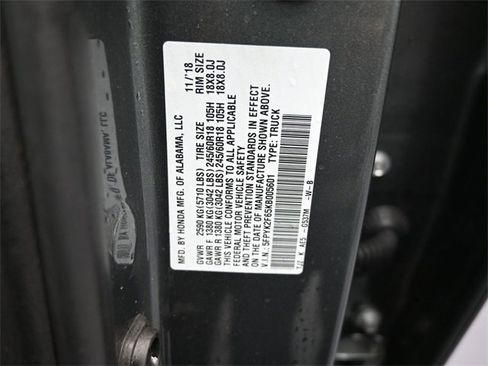 MFD. BY HONDA MFG. OF ALABAMA, LLC 11/'18
GVWR 2590 KG(5710 LBS) TIRE SIZE RIM SIZE
GAWR F 1380 KG(3042 LBS) 245/60R18 105H 18X8.0J
GAWR R 1380 KG(3042 LBS) 245/60R18 105H 18X8.0J
THIS VEHICLE CONFORMS TO ALL APPLICABLE
FEDERAL MOTOR VEHICLE SAFETY
AND THEFT PREVENTION STANDARDS IN EFFECT
ON THE DATE OF MANUFACTURE SHOWN ABOVE.
V.I.N.: 5FPYK2F65KB005601 TYPE: TRUCK